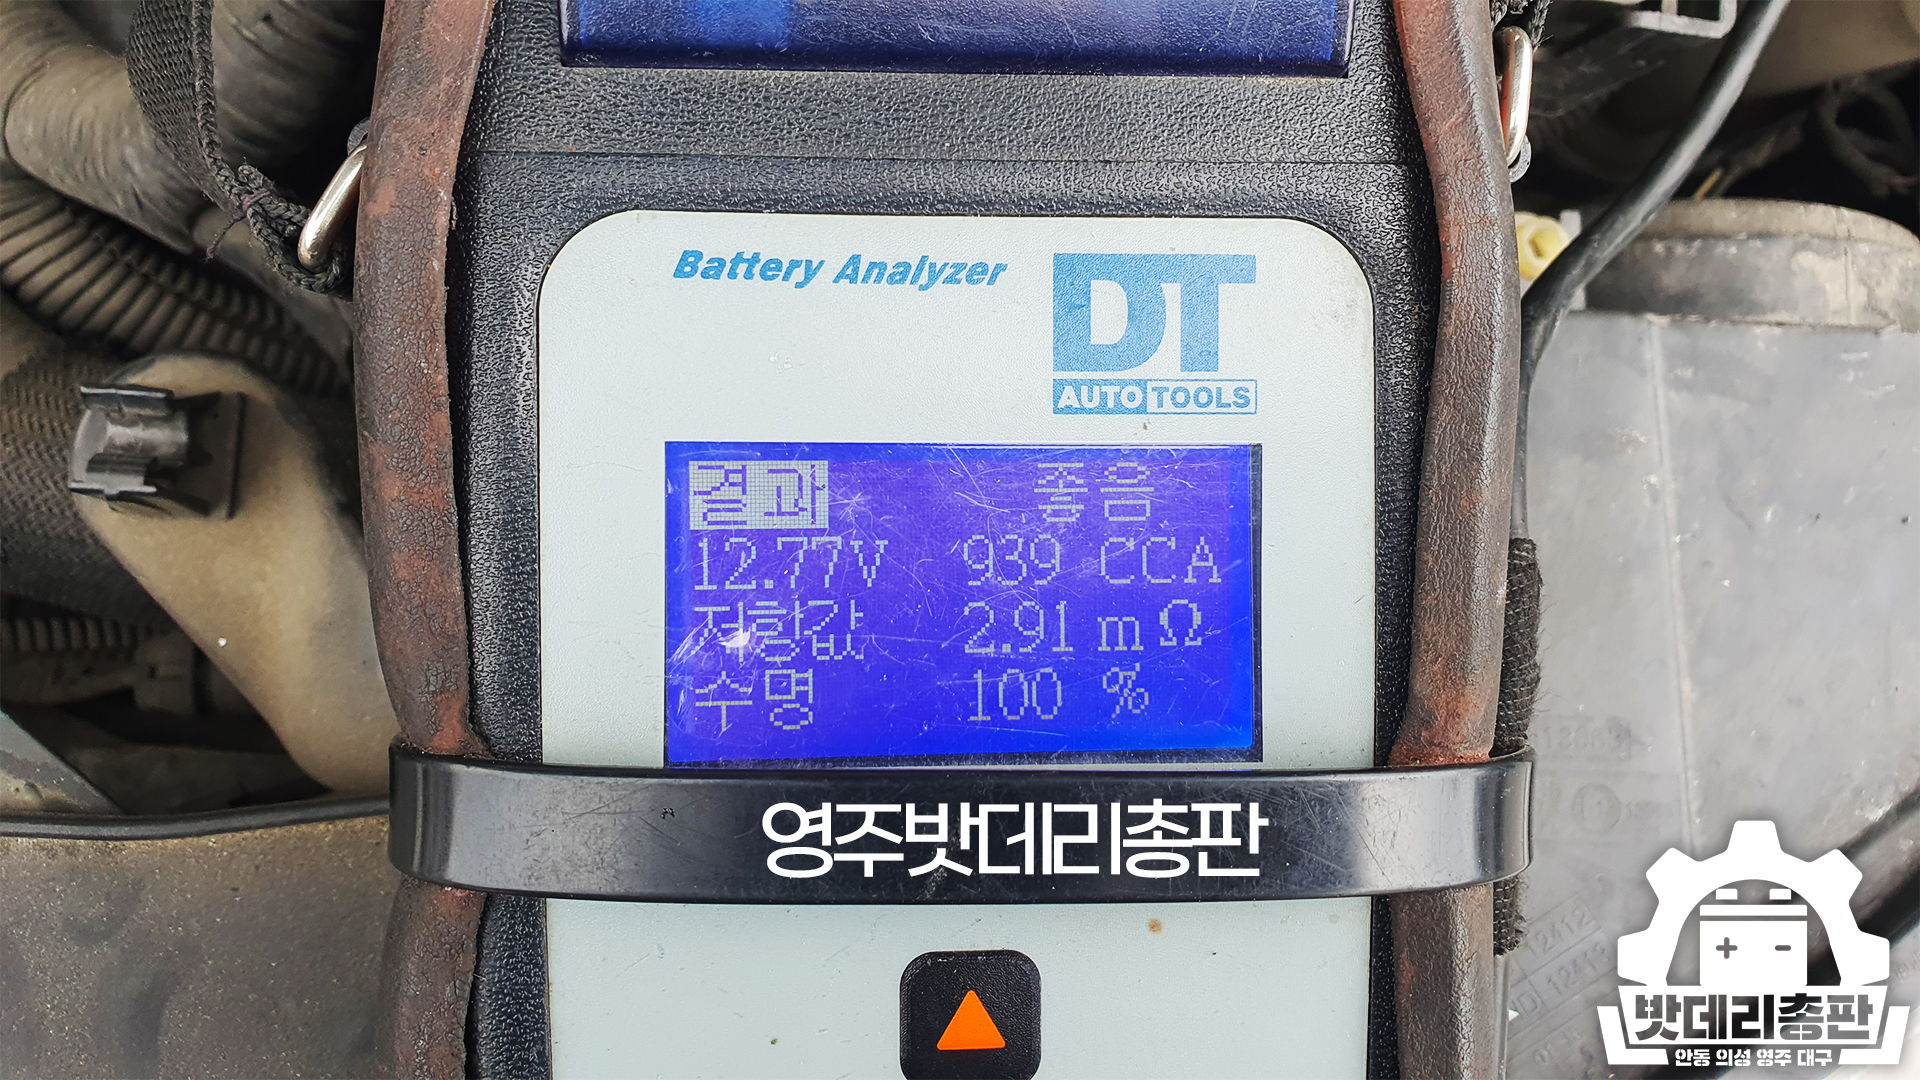 Battery Analyzer
DT
AUTO TOOLS
결과 좋음
12.77V 939 CCA
저항값 2.91 mΩ
수명 100 %
영주밧데리총판
12412
밧데리총판
안동 의성 영주 대구